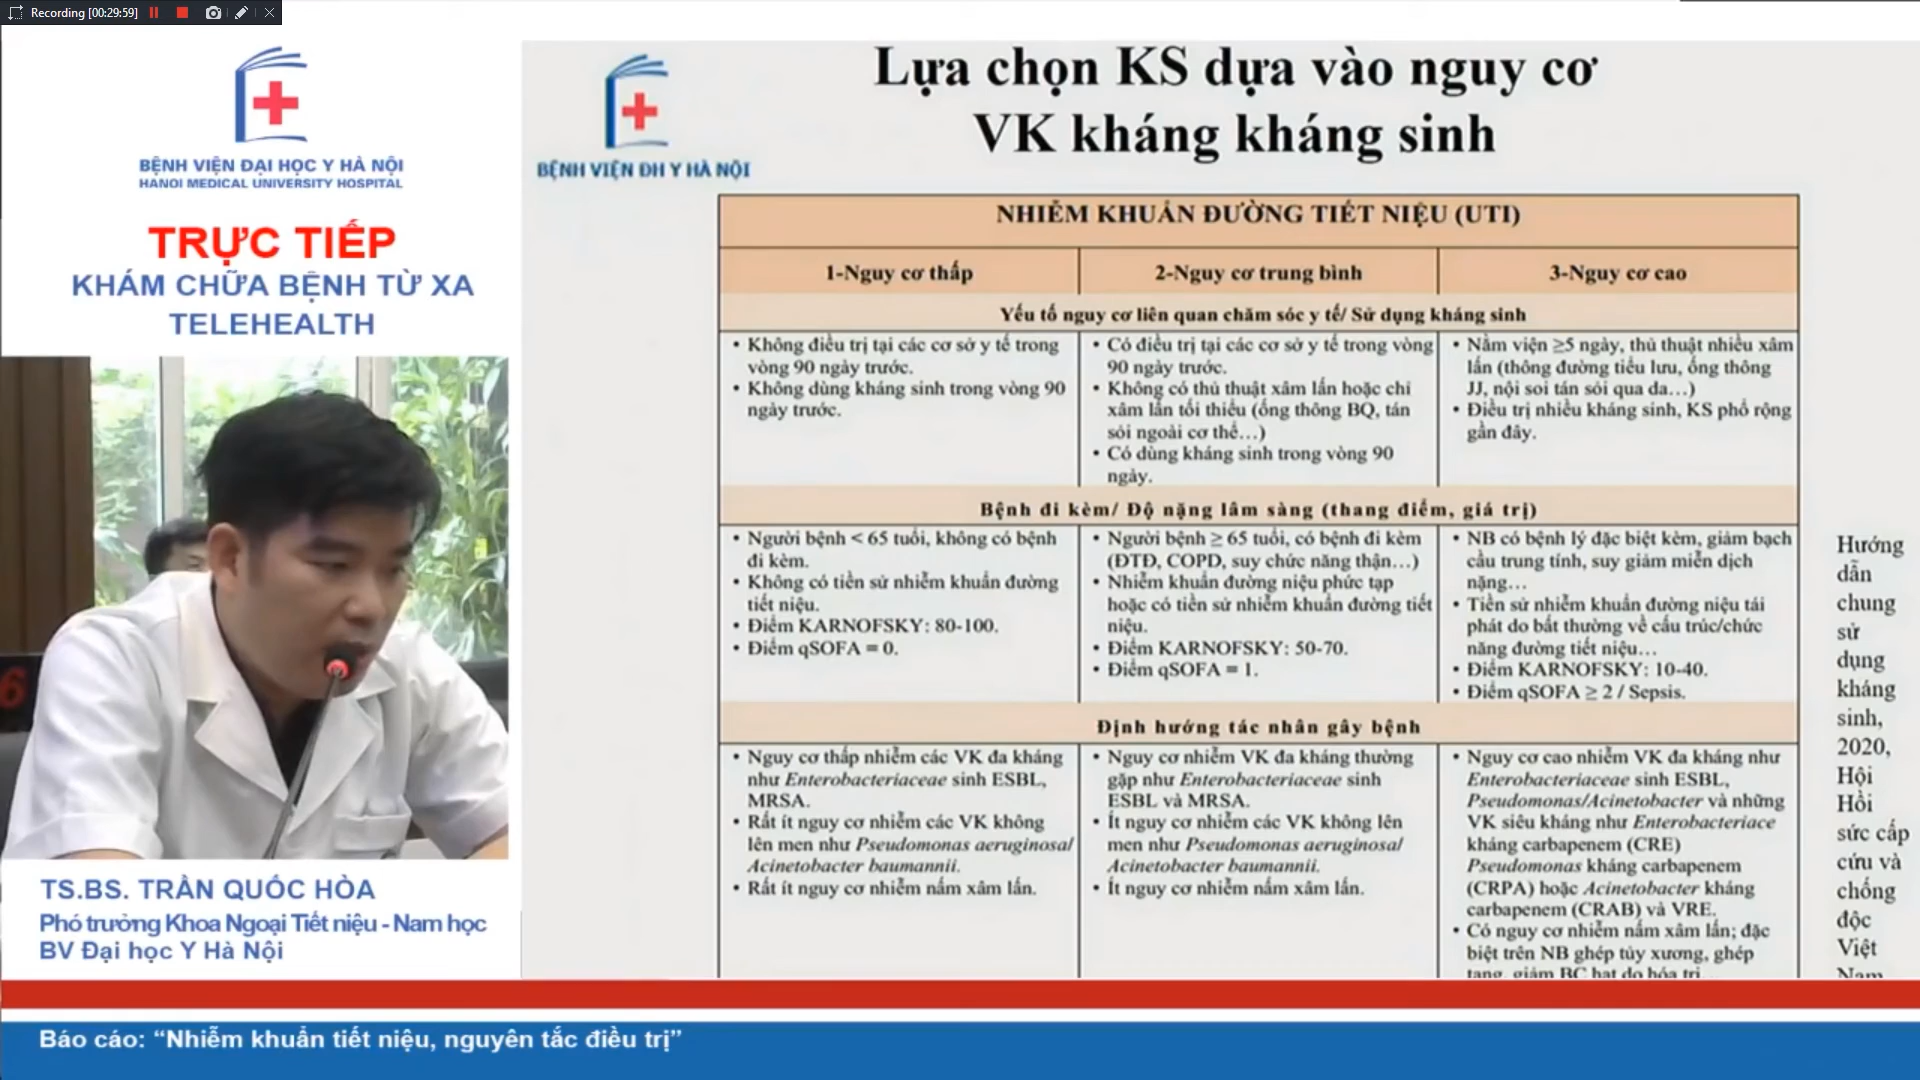 Recording [00:29:59]
BỆNH VIỆN ĐẠI HỌC Y HÀ NỘI
HANOI MEDICAL UNIVERSITY HOSPITAL
TRỰC TIẾP
KHÁM CHỮA BỆNH TỪ XA
TELEHEALTH
6
TS.BS. TRẦN QUỐC HÒA
Phó trưởng Khoa Ngoại Tiết niệu - Nam học
BV Đại học Y Hà Nội
BỆNH VIỆN ĐH Y HÀ NỘI
Lựa chọn KS dựa vào nguy cơ
VK kháng kháng sinh
NHIỄM KHUẨN ĐƯỜNG TIẾT NIỆU (UTI)
1-Nguy cơ thấp
2-Nguy cơ trung bình
3-Nguy cơ cao
Yếu tố nguy cơ liên quan chăm sóc y tế/ Sử dụng kháng sinh
• Không điều trị tại các cơ sở y tế trong
vòng 90 ngày trước.
• Không dùng kháng sinh trong vòng 90
ngày trước.
• Có điều trị tại các cơ sở y tế trong vòng
90 ngày trước.
• Không có thủ thuật xâm lấn hoặc chỉ
xâm lấn tối thiểu (ống thông BQ, tán
sỏi ngoài cơ thể...)
• Có dùng kháng sinh trong vòng 90
ngày.
• Nằm viện ≥5 ngày, thủ thuật nhiều xâm
lấn (thông đường tiểu lưu, ống thông
JJ, nội soi tán sỏi qua da...)
• Điều trị nhiều kháng sinh, KS phổ rộng
gần đây.
Bệnh đi kèm/ Độ nặng lâm sàng (thang điểm, giá trị)
• Người bệnh < 65 tuổi, không có bệnh
đi kèm.
• Không có tiền sử nhiễm khuẩn đường
tiết niệu.
• Điểm KARNOFSKY: 80-100.
• Điểm qSOFA = 0.
• Người bệnh ≥ 65 tuổi, có bệnh đi kèm
(ĐTĐ, COPD, suy chức năng thận...)
• Nhiễm khuẩn đường niệu phức tạp
hoặc có tiền sử nhiễm khuẩn đường tiết
niệu.
• Điểm KARNOFSKY: 50-70.
• Điểm qSOFA = 1.
• NB có bệnh lý đặc biệt kèm, giảm bạch
cầu trung tính, suy giảm miễn dịch
nặng...
• Tiền sử nhiễm khuẩn đường niệu tái
phát do bất thường về cấu trúc/chức
năng đường tiết niệu...
• Điểm KARNOFSKY: 10-40.
• Điểm qSOFA ≥ 2 / Sepsis.
Định hướng tác nhân gây bệnh
• Nguy cơ thấp nhiễm các VK đa kháng
như Enterobacteriaceae sinh ESBL,
MRSA.
• Rất ít nguy cơ nhiễm các VK không
lên men như Pseudomonas aeruginosa/
Acinetobacter baumannii.
• Rất ít nguy cơ nhiễm nấm xâm lấn.
• Nguy cơ nhiễm VK đa kháng thường
gặp như Enterobacteriaceae sinh
ESBL và MRSA.
• Ít nguy cơ nhiễm các VK không lên
men như Pseudomonas aeruginosa/
Acinetobacter baumannii.
• Ít nguy cơ nhiễm nấm xâm lấn.
• Nguy cơ cao nhiễm VK đa kháng như
Enterobacteriaceae sinh ESBL,
Pseudomonas/Acinetobacter và những
VK siêu kháng như Enterobacteriace
kháng carbapenem (CRE)
Pseudomonas kháng carbapenem
(CRPA) hoặc Acinetobacter kháng
carbapenem (CRAB) và VRE.
• Có nguy cơ nhiễm nấm xâm lấn; đặc
biệt trên NB ghép tủy xương, ghép
tạng, giảm BC hạt do hóa trị...
Hướng
dẫn
chung
sử
dụng
kháng
sinh,
2020,
Hội
Hồi
sức cấp
cứu và
chống
độc
Việt
Nam
Báo cáo: “Nhiễm khuẩn tiết niệu, nguyên tắc điều trị”